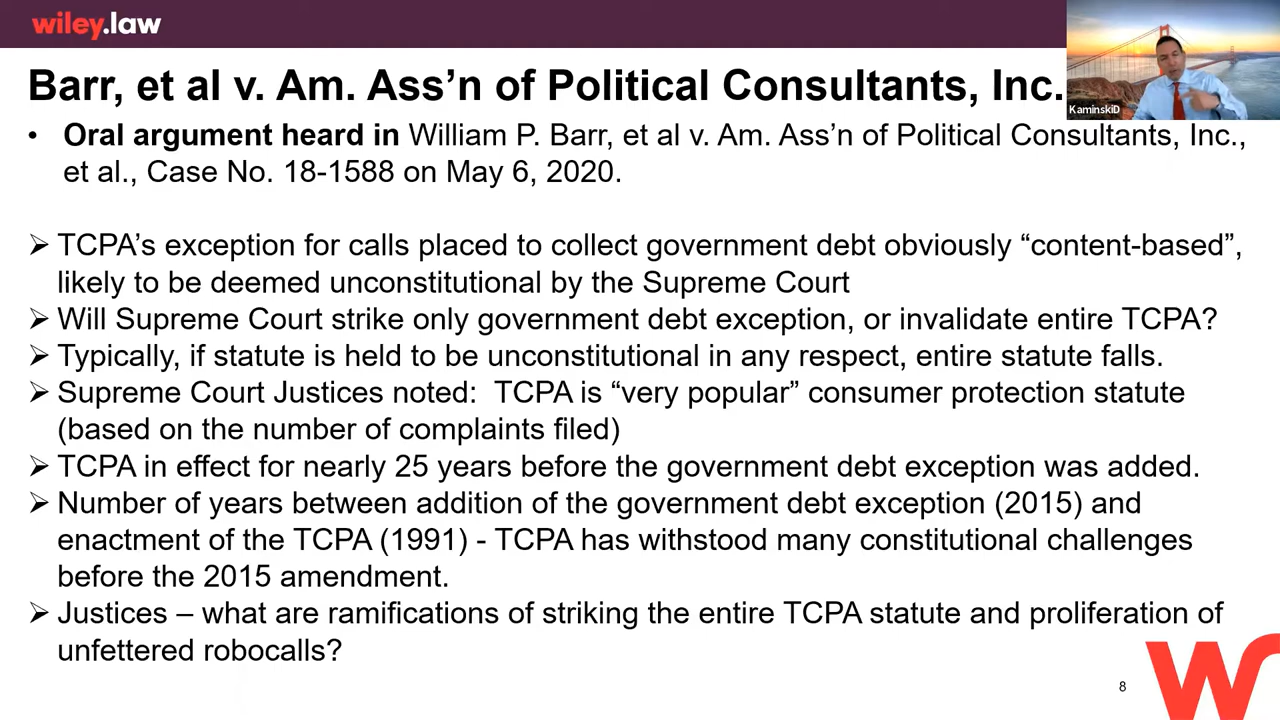 wiley.law
Barr, et al v. Am. Ass’n of Political Consultants, Inc.
KaminskiD
• Oral argument heard in William P. Barr, et al v. Am. Ass’n of Political Consultants, Inc.,
et al., Case No. 18-1588 on May 6, 2020.
➢ TCPA’s exception for calls placed to collect government debt obviously “content-based”,
likely to be deemed unconstitutional by the Supreme Court
➢ Will Supreme Court strike only government debt exception, or invalidate entire TCPA?
➢ Typically, if statute is held to be unconstitutional in any respect, entire statute falls.
➢ Supreme Court Justices noted: TCPA is “very popular” consumer protection statute
(based on the number of complaints filed)
➢ TCPA in effect for nearly 25 years before the government debt exception was added.
➢ Number of years between addition of the government debt exception (2015) and
enactment of the TCPA (1991) - TCPA has withstood many constitutional challenges
before the 2015 amendment.
➢ Justices – what are ramifications of striking the entire TCPA statute and proliferation of
unfettered robocalls?
8